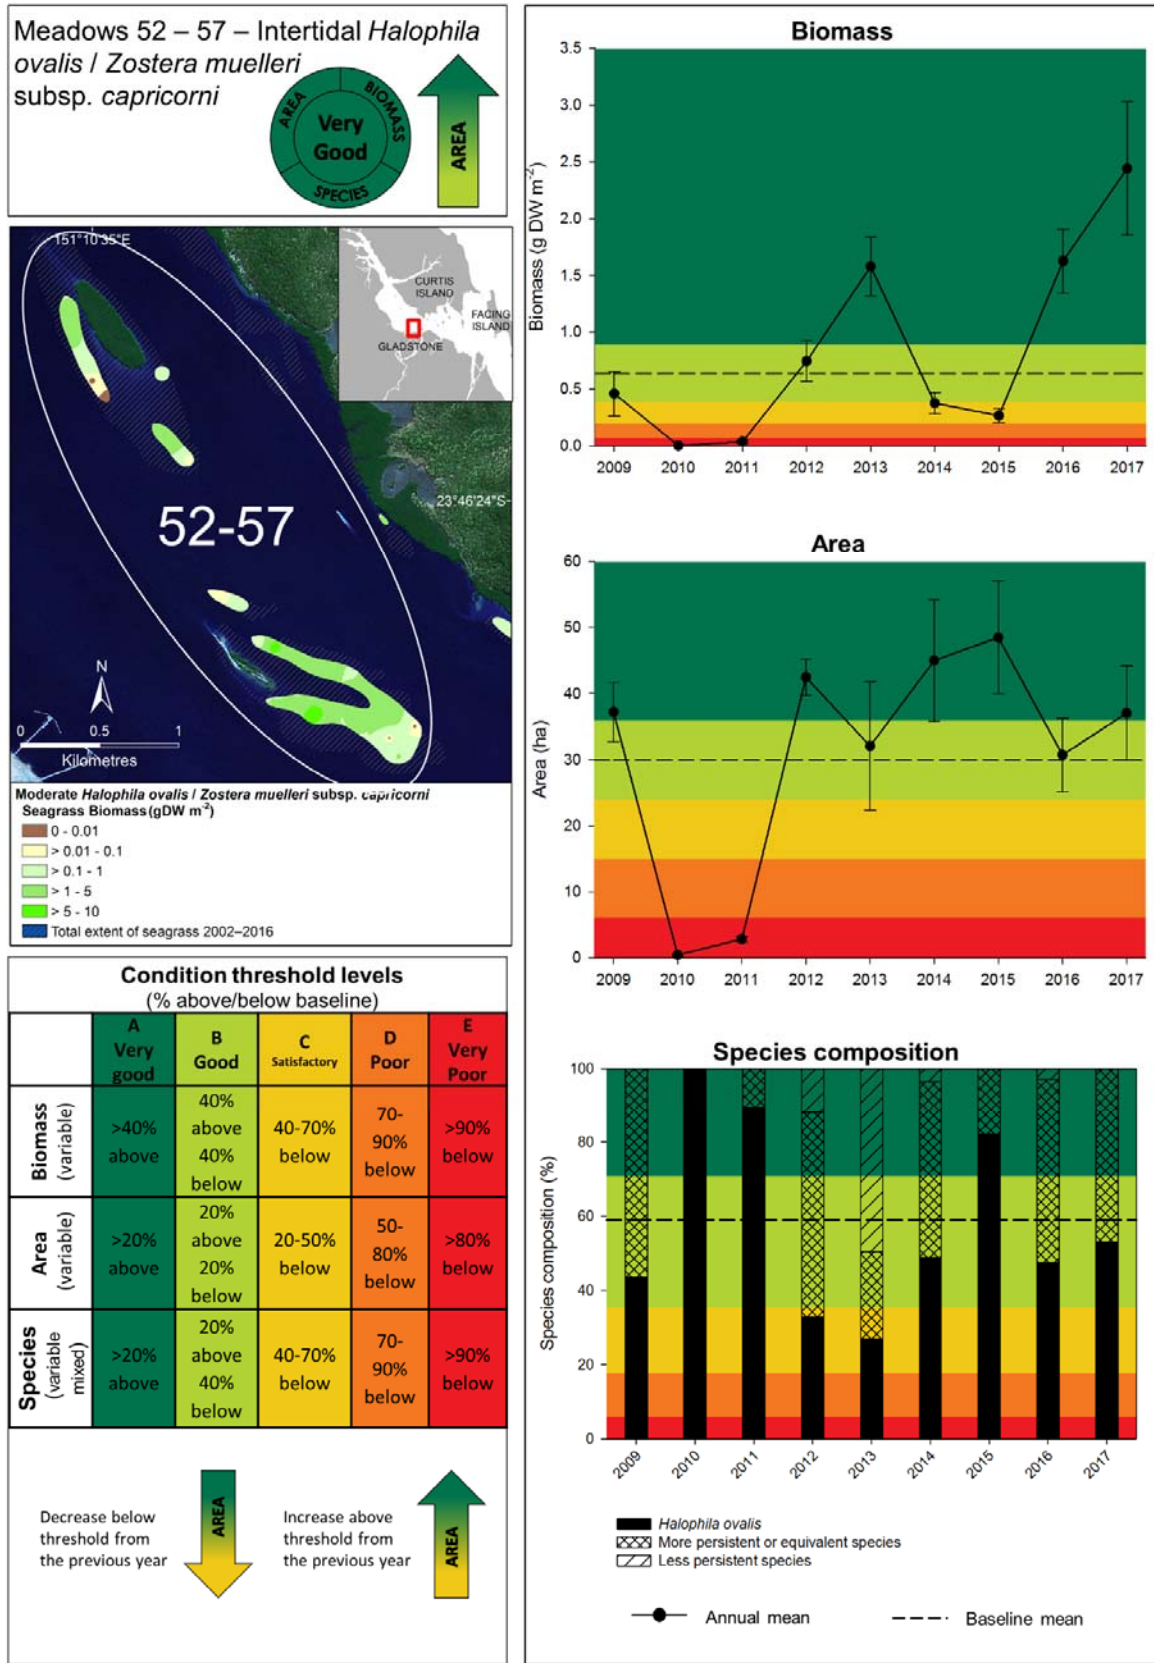 Meadows 52 – 57 – Intertidal Halophila
ovalis / Zostera muelleri
subsp. capricorni
AREA
BIOMASS
SPECIES
Very
Good
AREA
151°10'35"E
CURTIS
ISLAND
FACING
ISLAND
GLADSTONE
23°46'24"S
52-57
N
0 0.5 1
Kilometres
Moderate Halophila ovalis / Zostera muelleri subsp. capricorni
Seagrass Biomass (gDW m-2)
0 - 0.01
> 0.01 - 0.1
> 0.1 - 1
> 1 - 5
> 5 - 10
Total extent of seagrass 2002–2016
Condition threshold levels
(% above/below baseline)
A
Very
good
B
Good
C
Satisfactory
D
Poor
E
Very
Poor
Biomass
(variable)
>40%
above
40%
above
40%
below
40-70%
below
70-
90%
below
>90%
below
Area
(variable)
>20%
above
20%
above
20%
below
20-50%
below
50-
80%
below
>80%
below
Species
(variable
mixed)
>20%
above
20%
above
40%
below
40-70%
below
70-
90%
below
>90%
below
Decrease below
threshold from
the previous year
AREA
Increase above
threshold from
the previous year
AREA
Biomass
Biomass (g DW m-2)
3.5
3.0
2.5
2.0
1.5
1.0
0.5
0.0
2009 2010 2011 2012 2013 2014 2015 2016 2017
Area
Area (ha)
60
50
40
30
20
10
0
2009 2010 2011 2012 2013 2014 2015 2016 2017
Species composition
Species composition (%)
100
80
60
40
20
0
2009 2010 2011 2012 2013 2014 2015 2016 2017
Halophila ovalis
More persistent or equivalent species
Less persistent species
Annual mean
Baseline mean